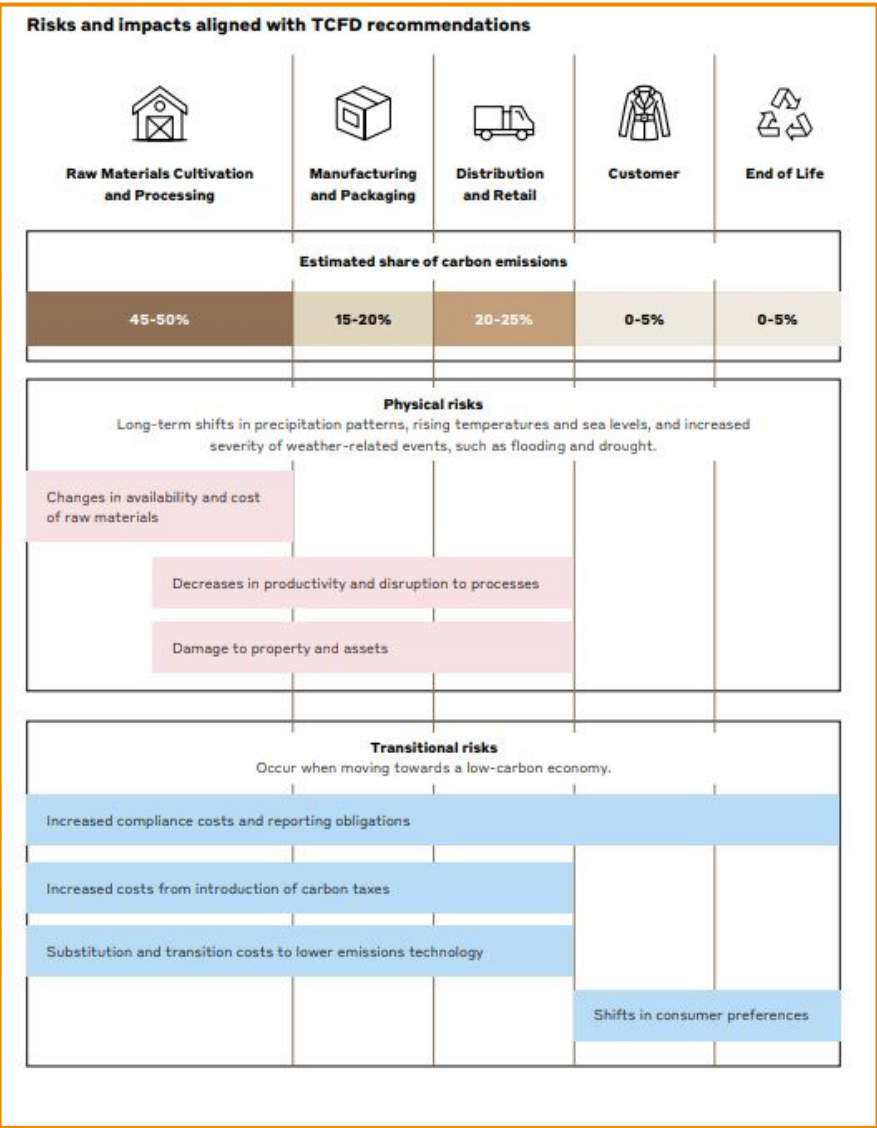 Risks and impacts aligned with TCFD recommendations
Raw Materials Cultivation
and Processing
Manufacturing
and Packaging
Distribution
and Retail
Customer
End of Life
Estimated share of carbon emissions
45-50%
15-20%
20-25%
0-5%
0-5%
Physical risks
Long-term shifts in precipitation patterns, rising temperatures and sea levels, and increased
severity of weather-related events, such as flooding and drought.
Changes in availability and cost
of raw materials
Decreases in productivity and disruption to processes
Damage to property and assets
Transitional risks
Occur when moving towards a low-carbon economy.
Increased compliance costs and reporting obligations
Increased costs from introduction of carbon taxes
Substitution and transition costs to lower emissions technology
Shifts in consumer preferences